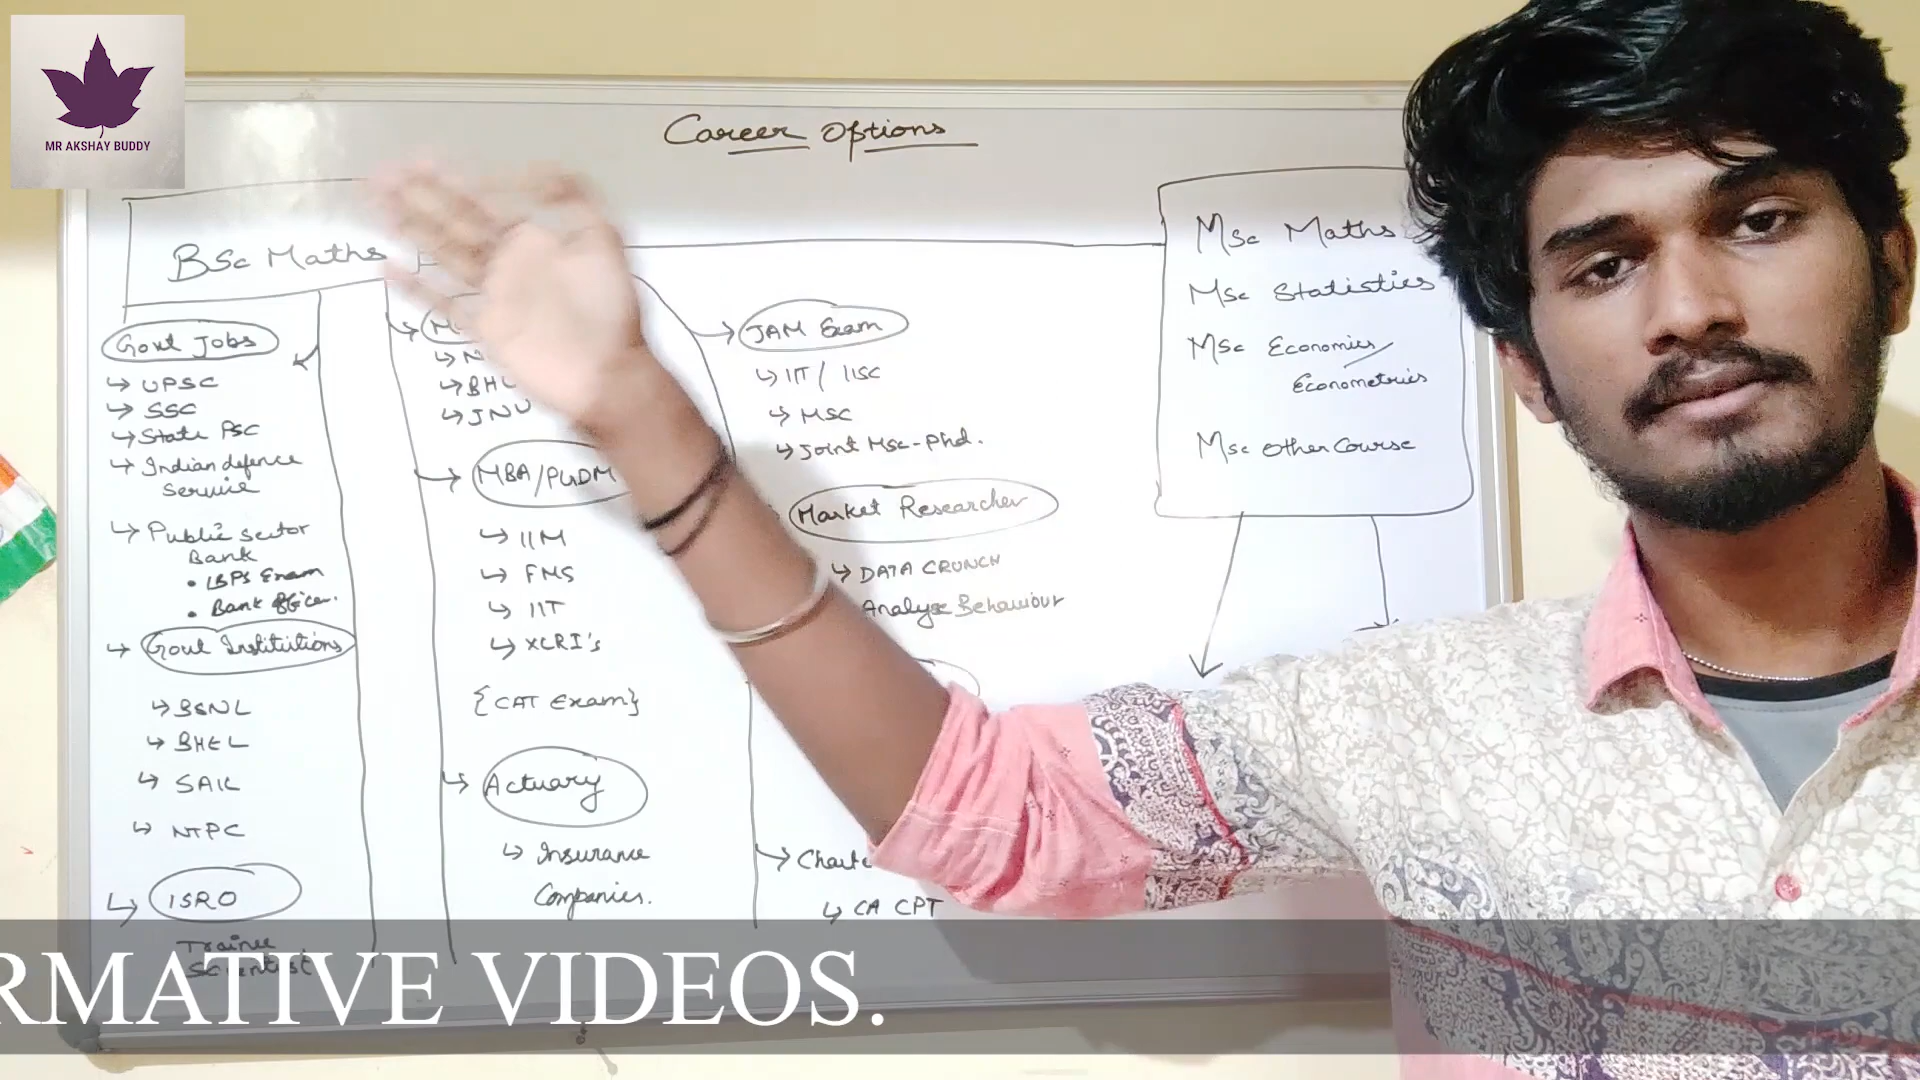 MR AKSHAY BUDDY
Career Options
BSc Maths
Govt Jobs
↳ UPSC
↳ SSC
↳ State PSC
↳ Indian defence
Service
↳ Public sector
Bank
• IBPS Exam
• Bank Officer.
↳ Govt Institutions
↳ BSNL
↳ BHEL
↳ SAIL
↳ NTPC
↳ ISRO
Trainee
Scientist
↳ JNU
MBA/PGDM
↳ IIM
↳ FMS
↳ IIT
↳ XLRI's
{CAT Exam}
↳ Actuary
↳ Insurance
Companies.
JAM Exam
↳ IIT / IISC
↳ MSC
↳ Joint Msc-Phd.
Market Researcher
↳ DATA CRUNCH
Analyze Behaviour
↳ CA CPT
Msc Maths
Msc Statistics
Msc Economics/
Econometrics
Msc Other Course
RMATIVE VIDEOS.